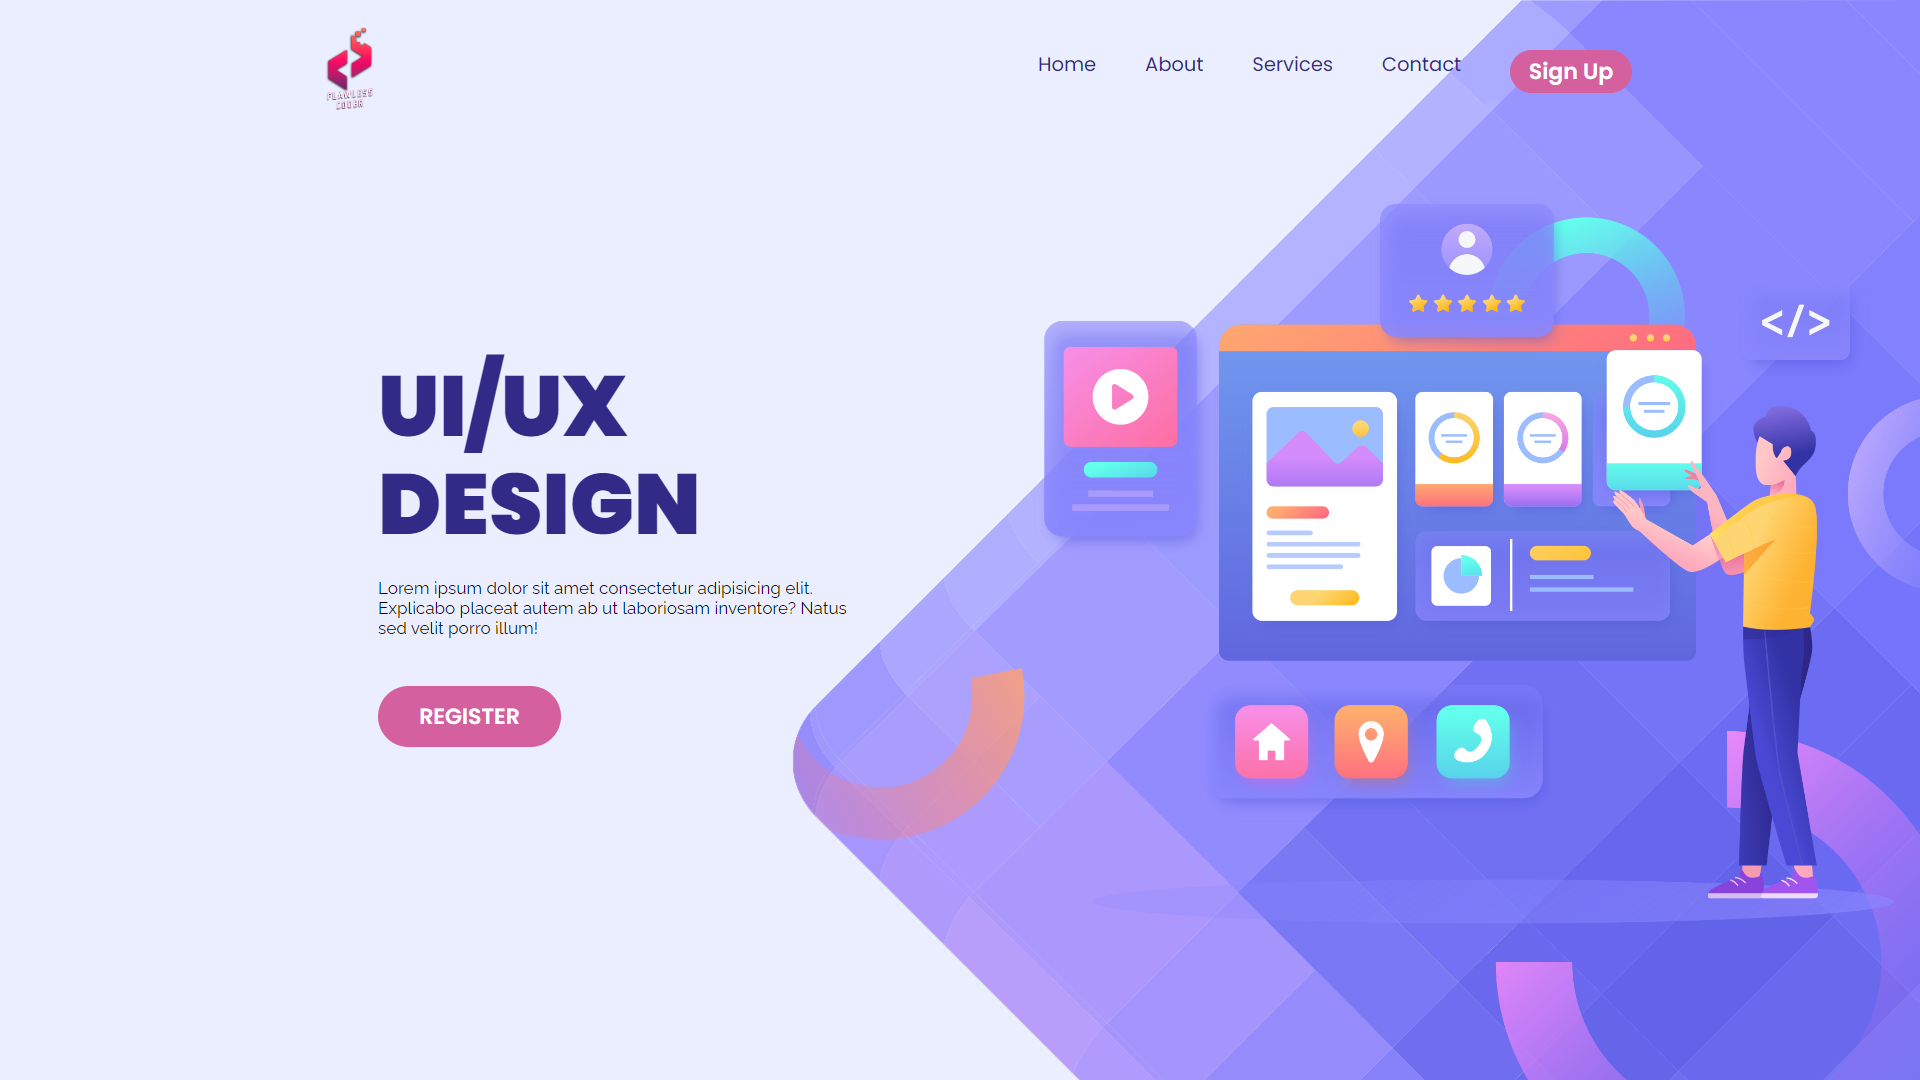 FLAWLESS
CODER
Home About Services Contact Sign Up
</>
UI/UX
DESIGN
Lorem ipsum dolor sit amet consectetur adipisicing elit.
Explicabo placeat autem ab ut laboriosam inventore? Natus
sed velit porro illum!
REGISTER